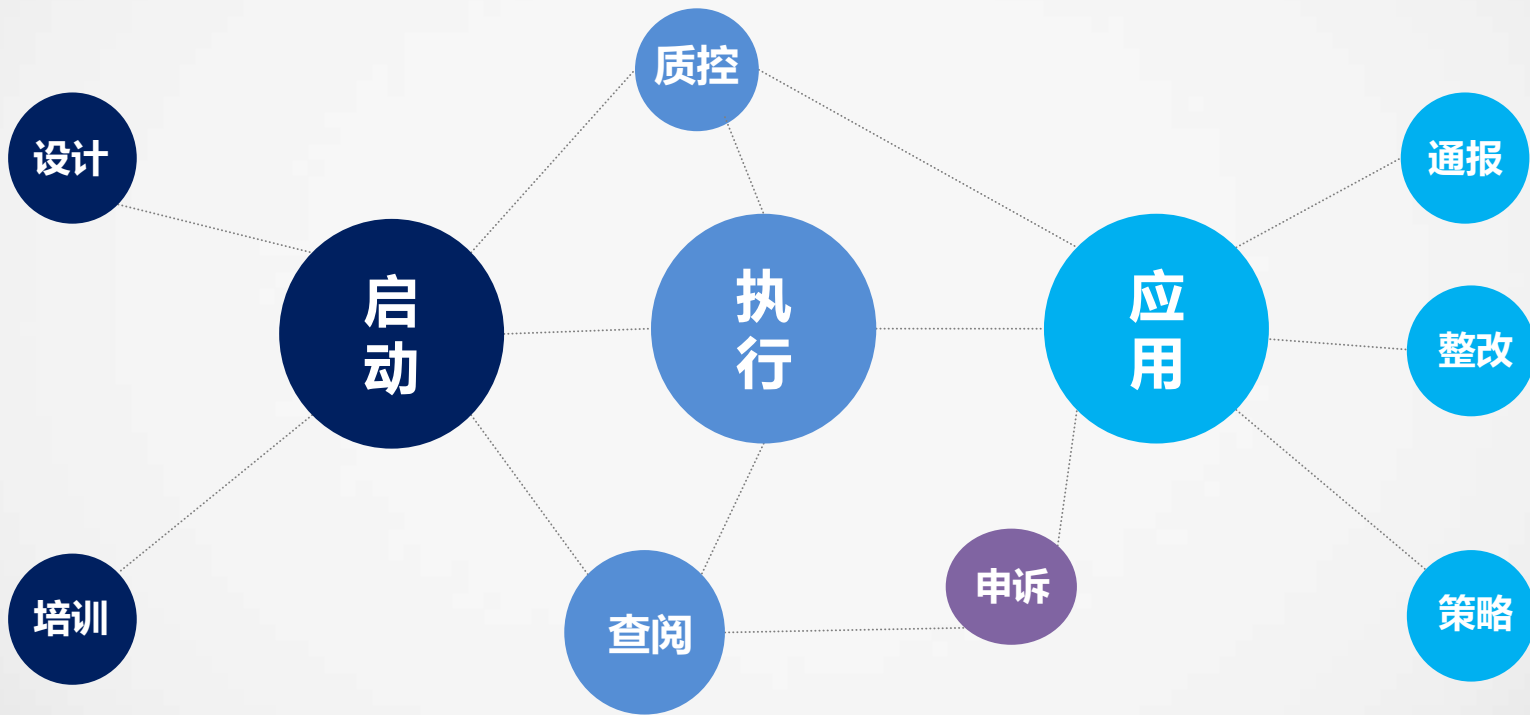 质控
设计
通报
启
动
执
行
应
用
整改
申诉
培训
查阅
策略